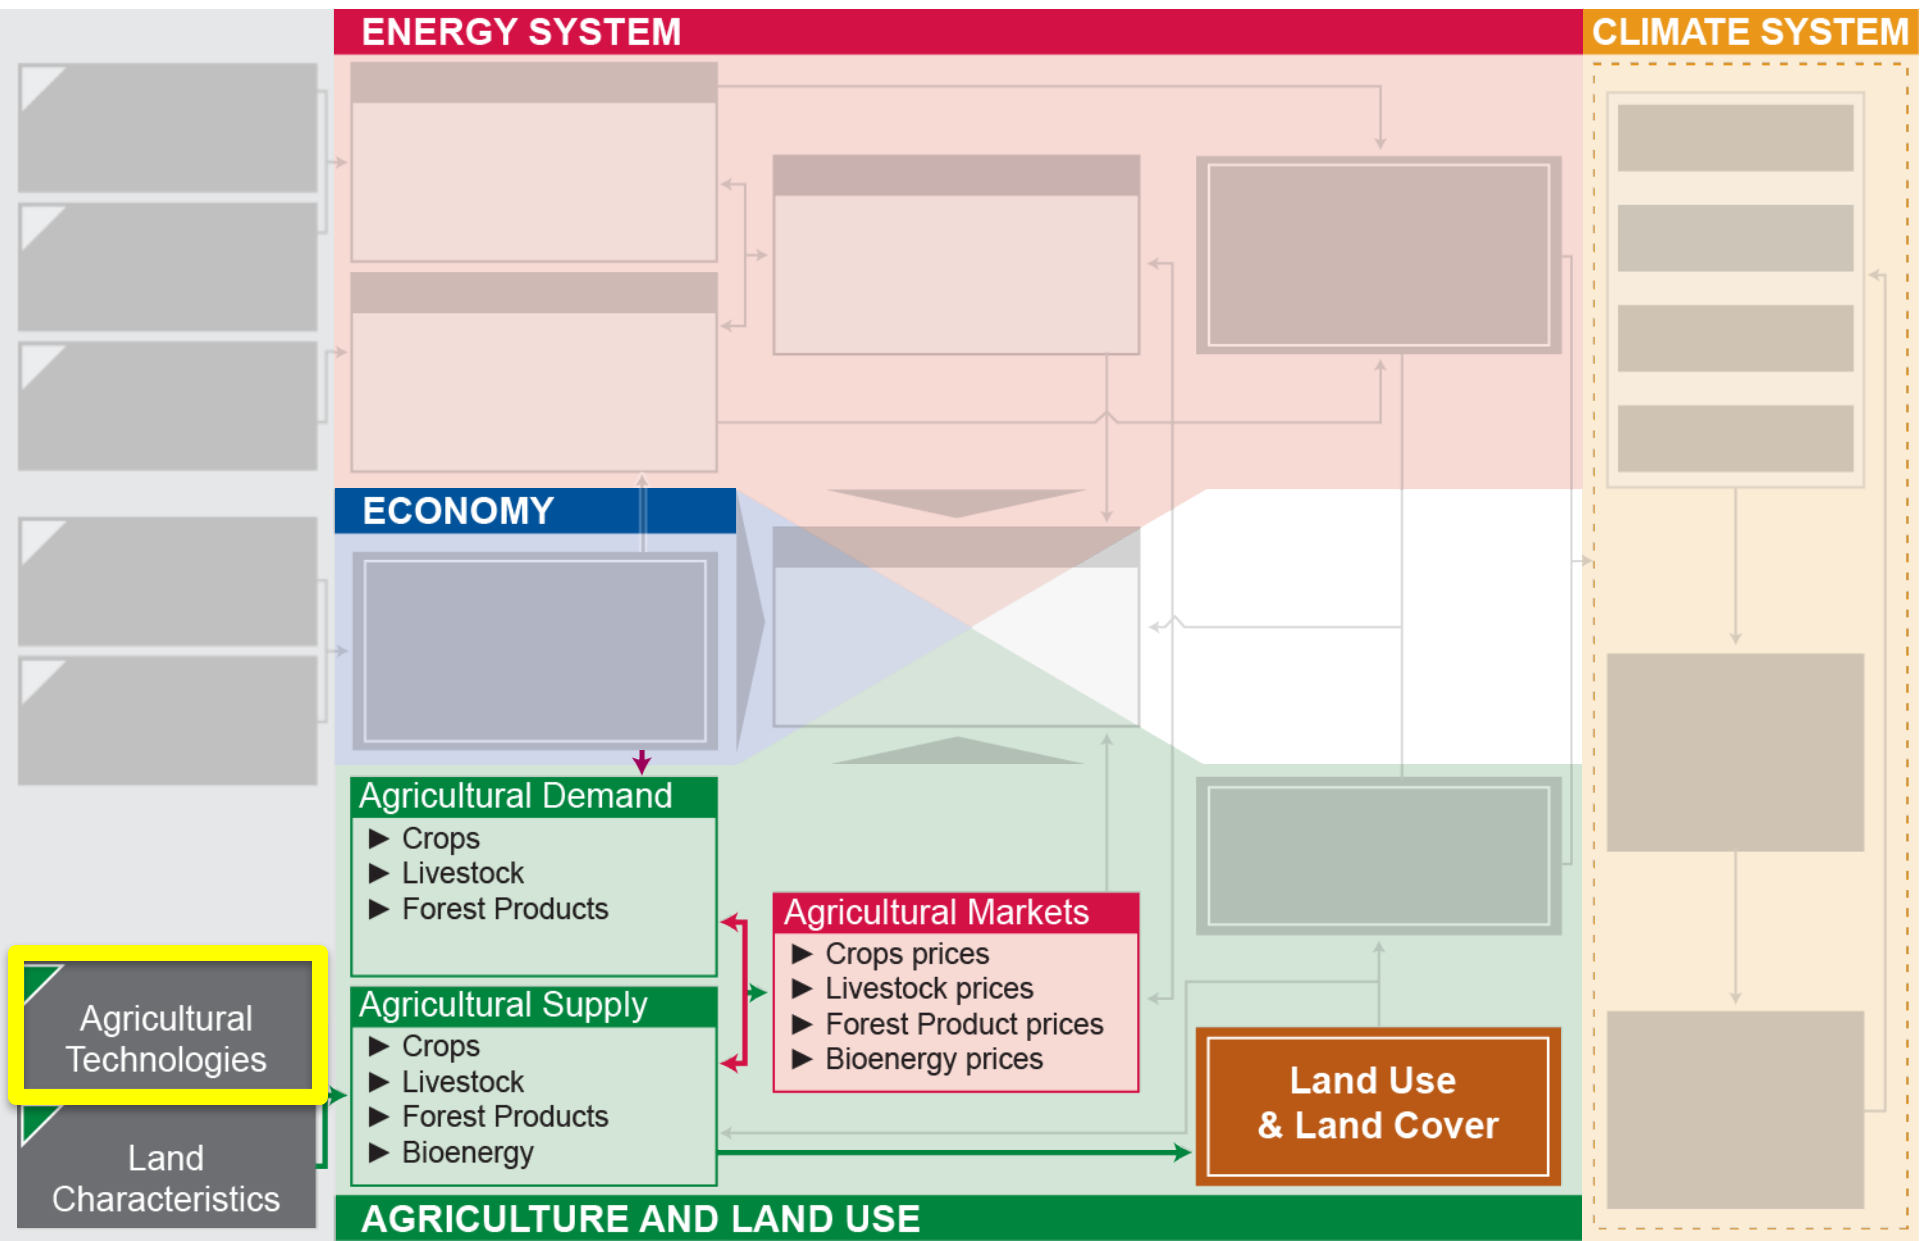 ENERGY SYSTEM
CLIMATE SYSTEM
ECONOMY
Agricultural Demand
► Crops
► Livestock
► Forest Products
Agricultural Supply
► Crops
► Livestock
► Forest Products
► Bioenergy
Agricultural Markets
► Crops prices
► Livestock prices
► Forest Product prices
► Bioenergy prices
Agricultural
Technologies
Land
Characteristics
Land Use
& Land Cover
AGRICULTURE AND LAND USE